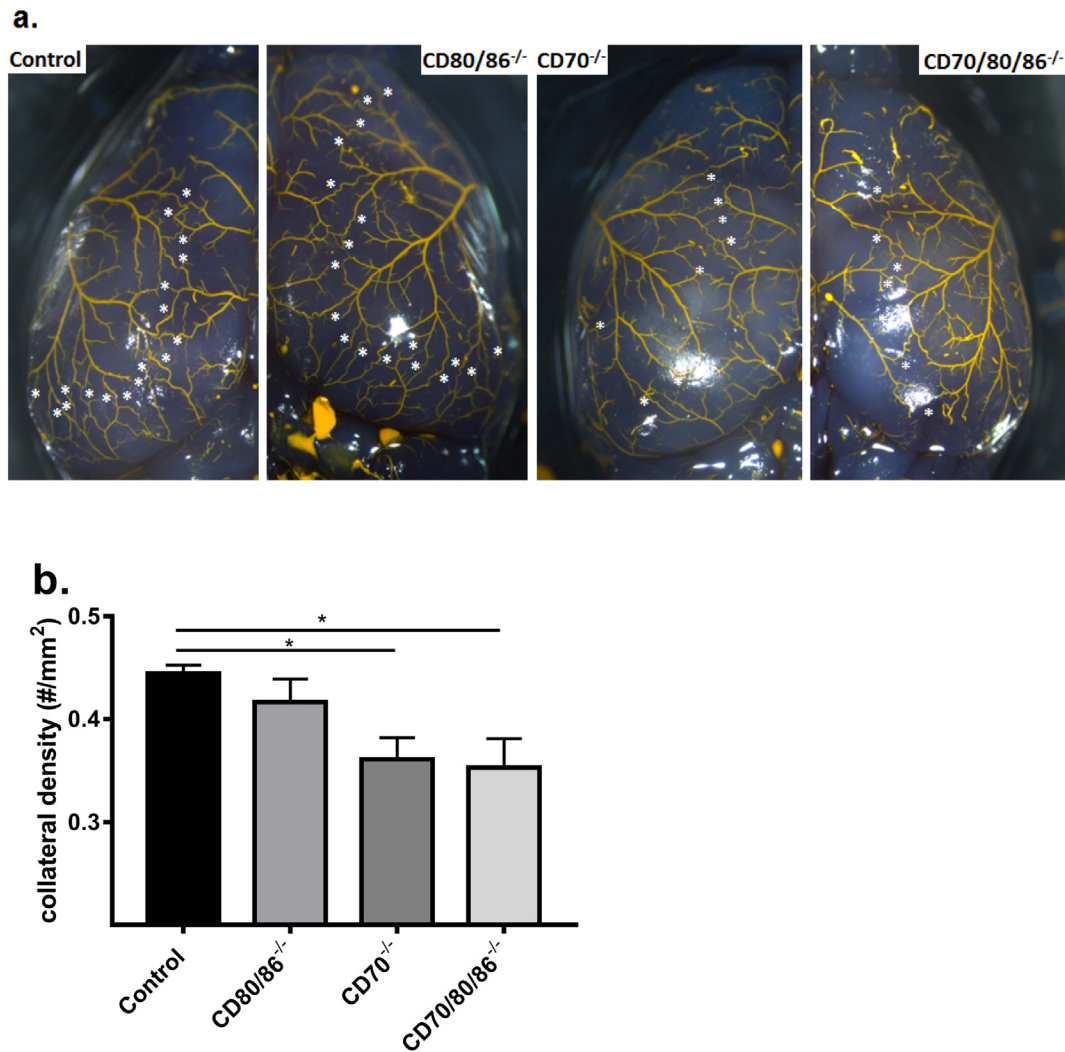 a.
Control CD80/86-/- CD70-/- CD70/80/86-/-
b.
collateral density (#/mm2)
0.5
0.4
0.3
*
*
Control
CD80/86-/-
CD70-/-
CD70/80/86-/-